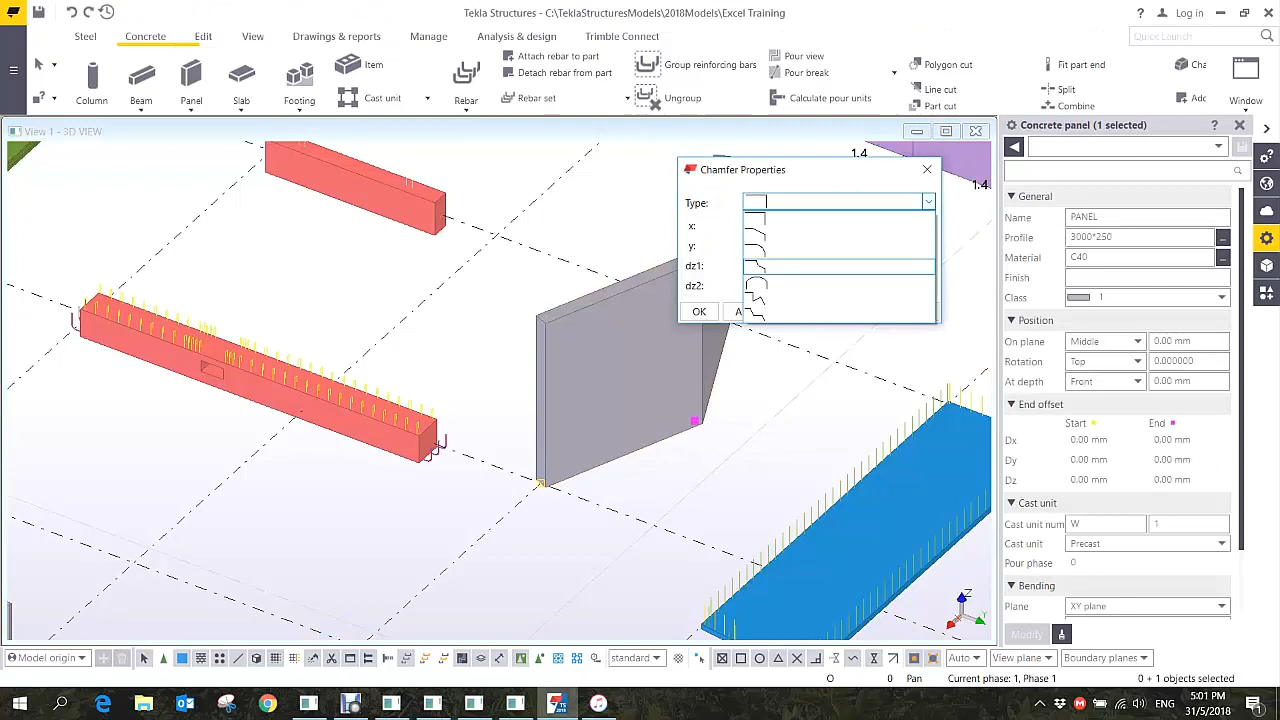 Tekla Structures - C:\TeklaStructuresModels\2018Models\Excel Training
Log in
Steel
Concrete
Edit
View
Drawings & reports
Manage
Analysis & design
Trimble Connect
Quick Launch
Column
Beam
Panel
Slab
Footing
Item
Cast unit
Rebar
Attach rebar to part
Detach rebar from part
Rebar set
Group reinforcing bars
Ungroup
Pour view
Pour break
Calculate pour units
Polygon cut
Line cut
Part cut
Fit part end
Split
Combine
Cha
Adc
Window
View 1 - 3D VIEW
1:4
1:4
Chamfer Properties
Type:
x:
y:
dz1:
dz2:
OK
A
Z
Concrete panel (1 selected)
General
Name PANEL
Profile 3000*250
Material C40
Finish
Class 1
Position
On plane Middle 0.00 mm
Rotation Top 0.000000
At depth Front 0.00 mm
End offset
Start End
Dx 0.00 mm 0.00 mm
Dy 0.00 mm 0.00 mm
Dz 0.00 mm 0.00 mm
Cast unit
Cast unit num W 1
Cast unit Precast
Pour phase 0
Bending
Plane XY plane
Modify
Model origin
standard
Auto
View plane
Boundary planes
O 0 Pan Current phase: 1, Phase 1 0 + 1 objects selected
ENG
5:01 PM
31/5/2018